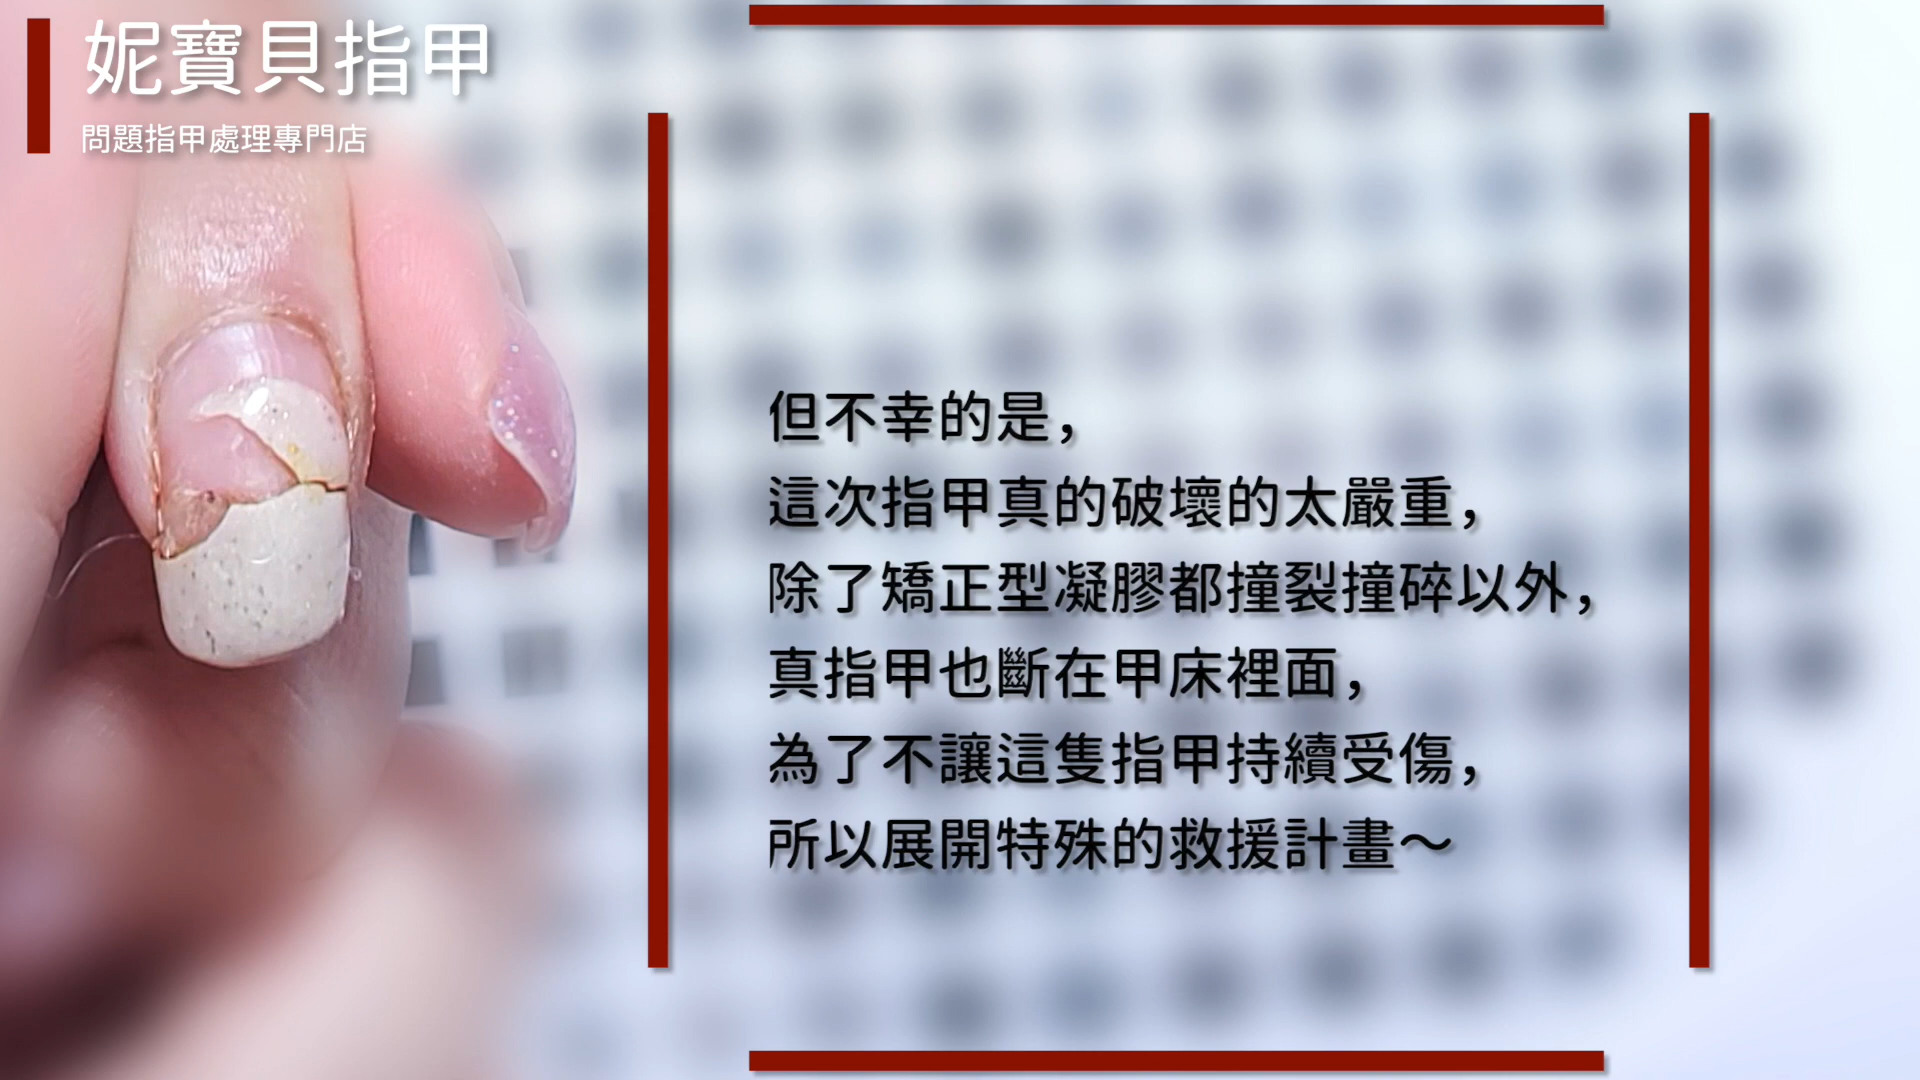 妮寶貝指甲
問題指甲處理專門店
但不幸的是，
這次指甲真的破壞的太嚴重，
除了矯正型凝膠都撞裂撞碎以外，
真指甲也斷在甲床裡面，
為了不讓這隻指甲持續受傷，
所以展開特殊的救援計畫～